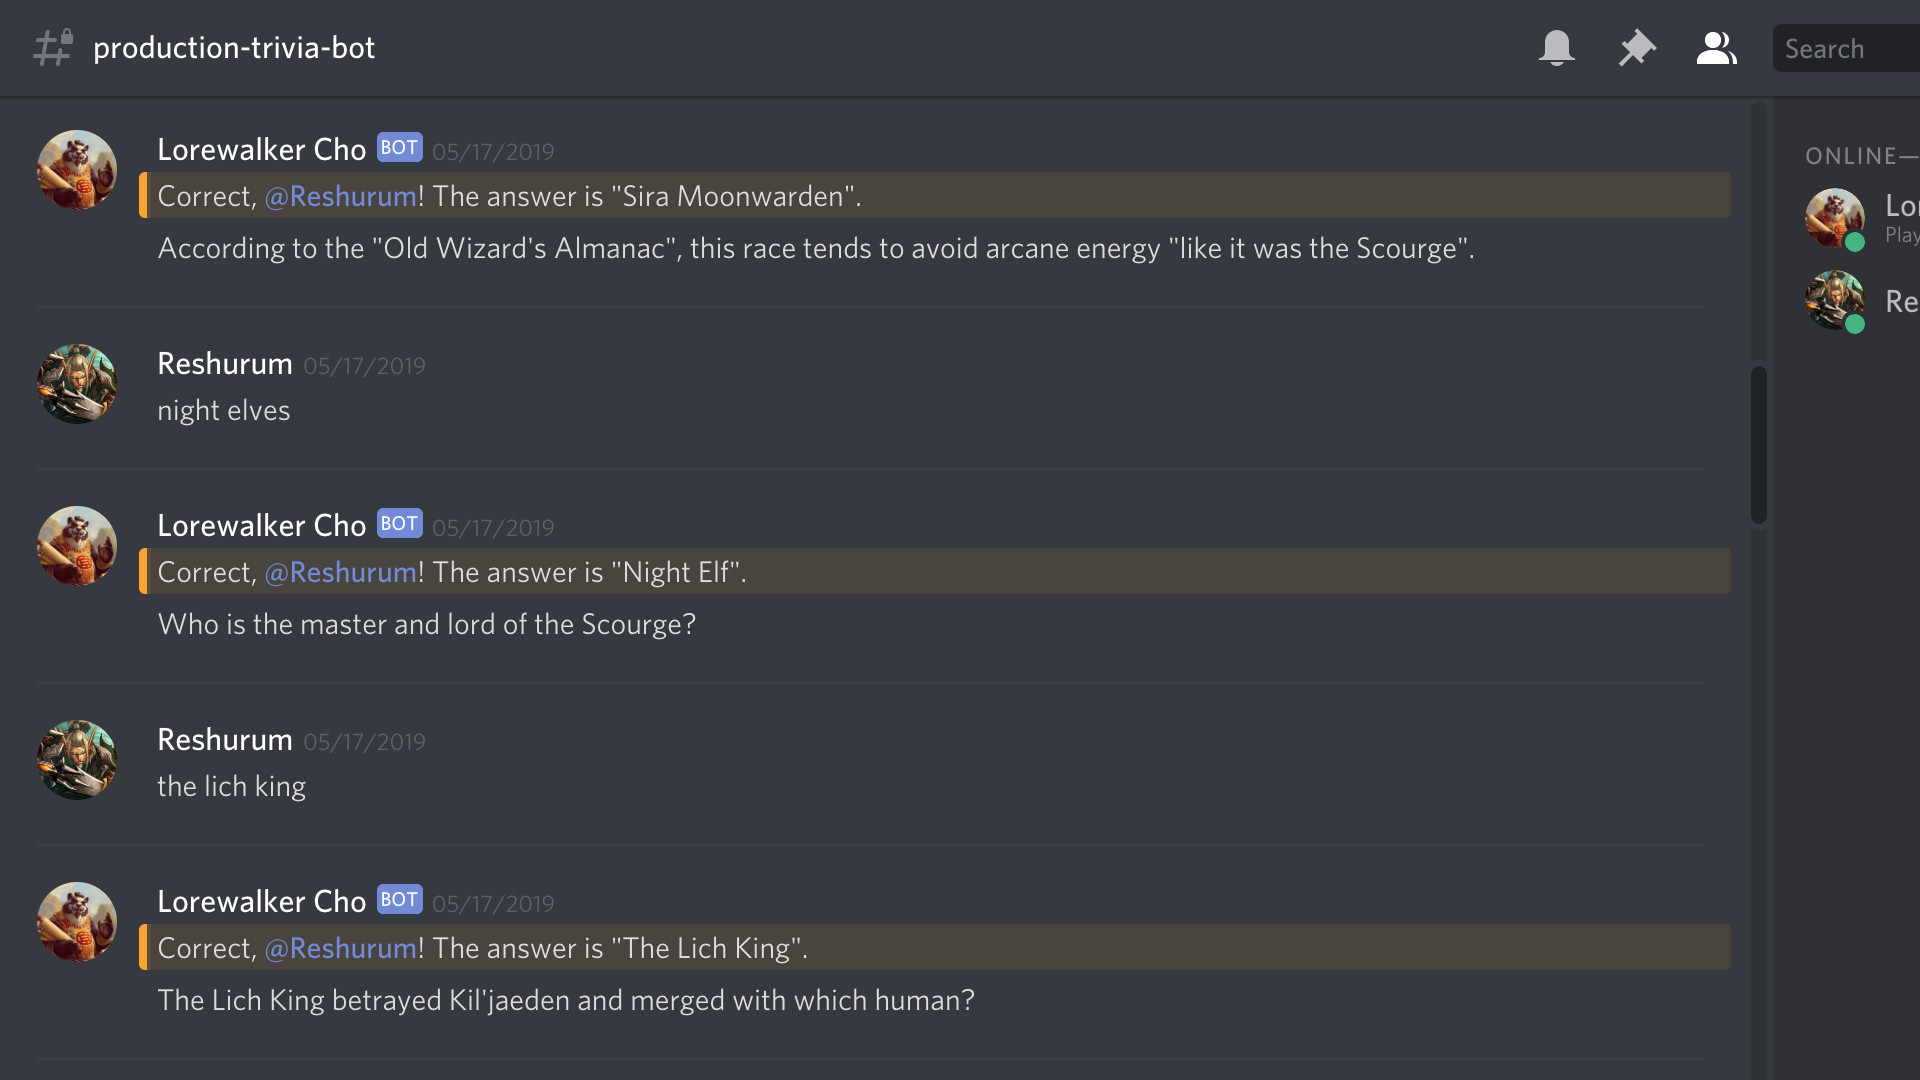 production-trivia-bot
Search
Lorewalker Cho BOT 05/17/2019
Correct, @Reshurum! The answer is "Sira Moonwarden".
According to the "Old Wizard's Almanac", this race tends to avoid arcane energy "like it was the Scourge".
Reshurum 05/17/2019
night elves
Lorewalker Cho BOT 05/17/2019
Correct, @Reshurum! The answer is "Night Elf".
Who is the master and lord of the Scourge?
Reshurum 05/17/2019
the lich king
Lorewalker Cho BOT 05/17/2019
Correct, @Reshurum! The answer is "The Lich King".
The Lich King betrayed Kil'jaeden and merged with which human?
ONLINE—
Lo
Play
Re